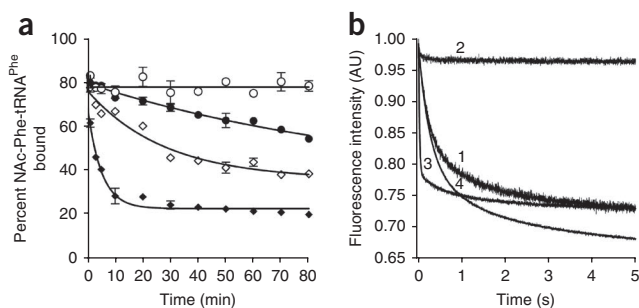 a
Percent NAc-Phe-tRNA^Phe
bound
100
80
60
40
20
0
0 10 20 30 40 50 60 70 80
Time (min)
b
Fluorescence intensity (AU)
1.00
0.95
0.90
0.85
0.80
0.75
0.70
0.65
2
1
3
4
0 1 2 3 4 5
Time (s)